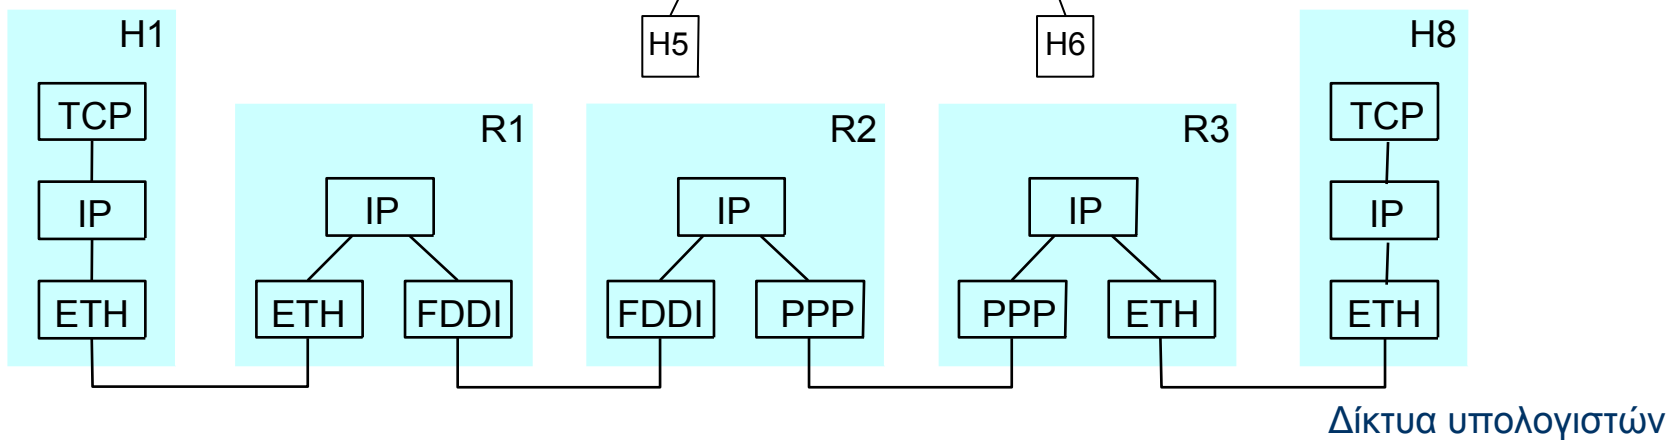 H1
H5
H6
H8
TCP
R1
R2
R3
TCP
IP
IP
IP
IP
IP
ETH
ETH
FDDI
FDDI
PPP
PPP
ETH
ETH
Δίκτυα υπολογιστών